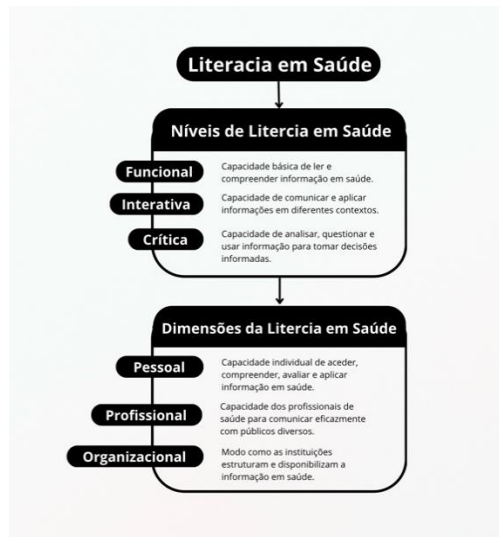 Literacia em Saúde
Níveis de Litercia em Saúde
Funcional
Capacidade básica de ler e
compreender informação em saúde.
Interativa
Capacidade de comunicar e aplicar
informações em diferentes contextos.
Crítica
Capacidade de analisar, questionar e
usar informação para tomar decisões
informadas.
Dimensões da Litercia em Saúde
Pessoal
Capacidade individual de aceder,
compreender, avaliar e aplicar
informação em saúde.
Profissional
Capacidade dos profissionais de
saúde para comunicar eficazmente
com públicos diversos.
Organizacional
Modo como as instituições
estruturam e disponibilizam a
informação em saúde.